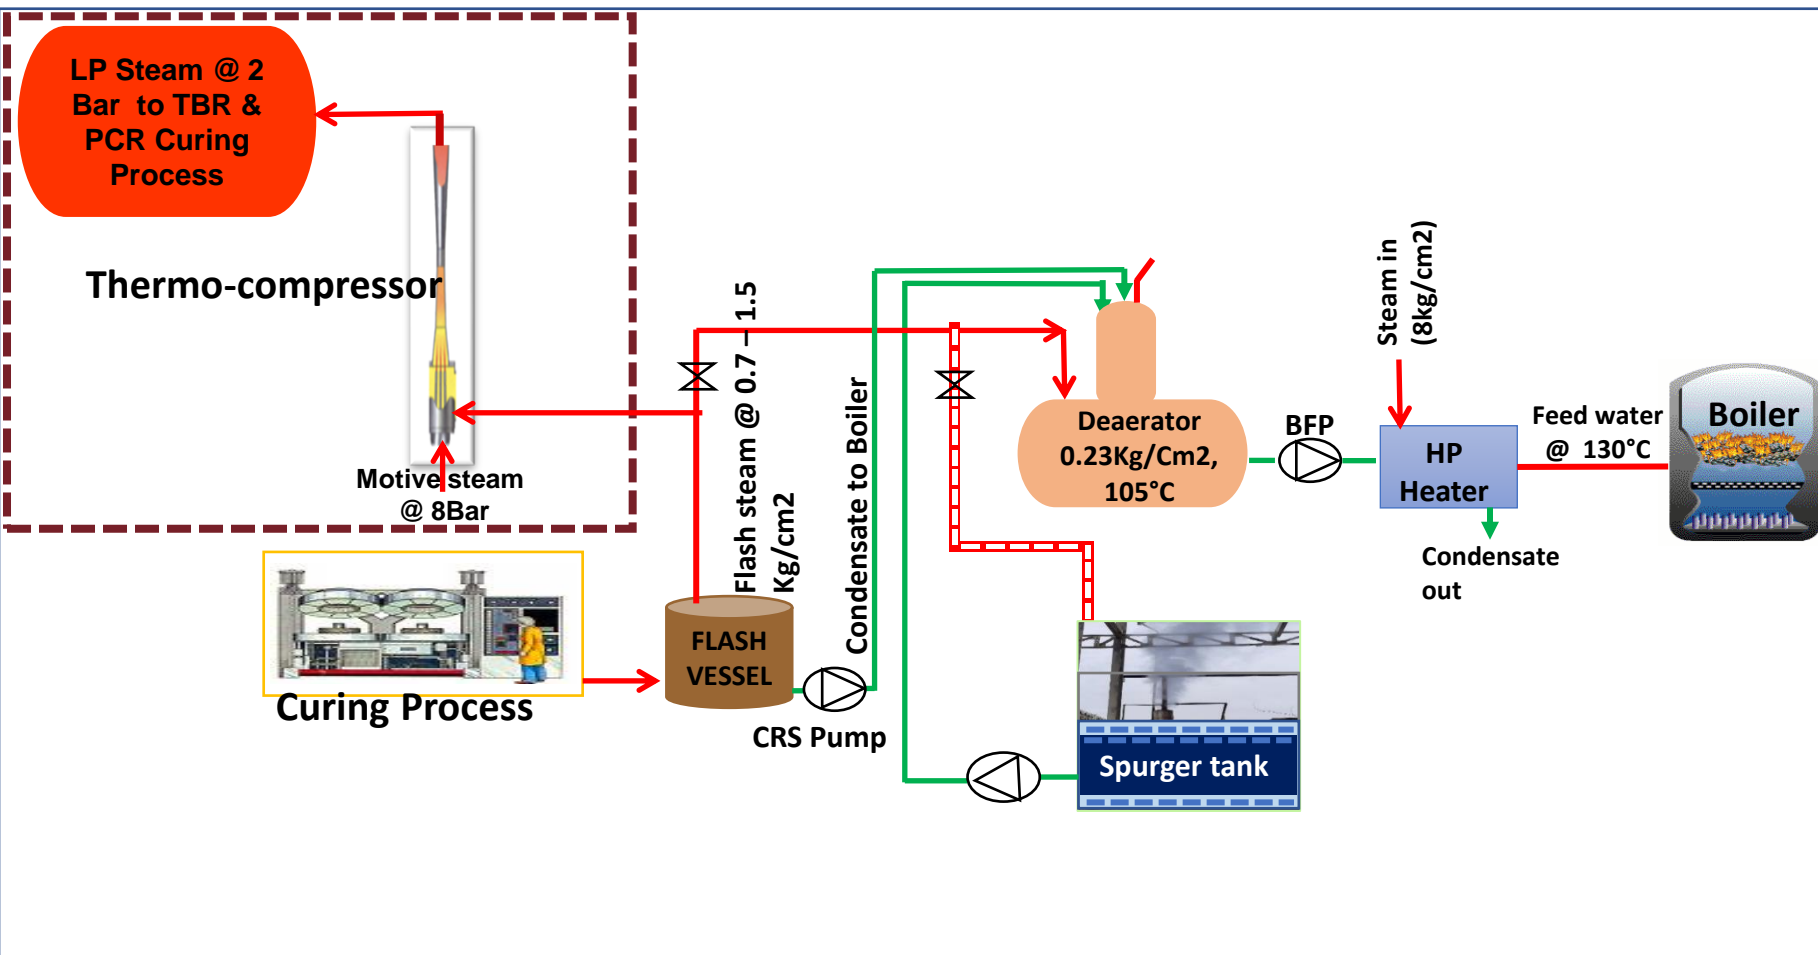 LP Steam @ 2
Bar to TBR &
PCR Curing
Process
Thermo-compressor
Motive steam
@ 8Bar
Curing Process
FLASH
VESSEL
Flash steam @ 0.7 – 1.5
Kg/cm2
CRS Pump
Condensate to Boiler
Deaerator
0.23Kg/Cm2,
105°C
Spurger tank
BFP
Steam in
(8kg/cm2)
HP
Heater
Condensate
out
Feed water
@ 130°C
Boiler